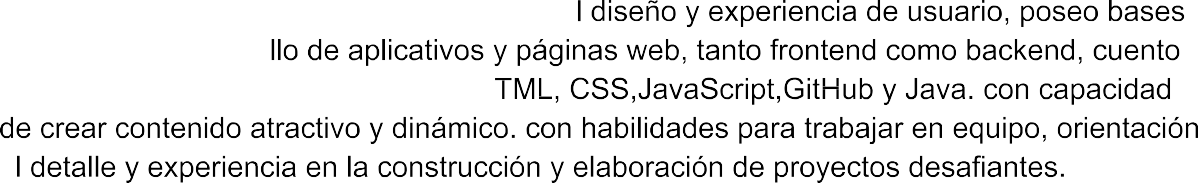 l diseño y experiencia de usuario, poseo bases
llo de aplicativos y páginas web, tanto frontend como backend, cuento
TML, CSS,JavaScript,GitHub y Java. con capacidad
de crear contenido atractivo y dinámico. con habilidades para trabajar en equipo, orientación
l detalle y experiencia en la construcción y elaboración de proyectos desafiantes.